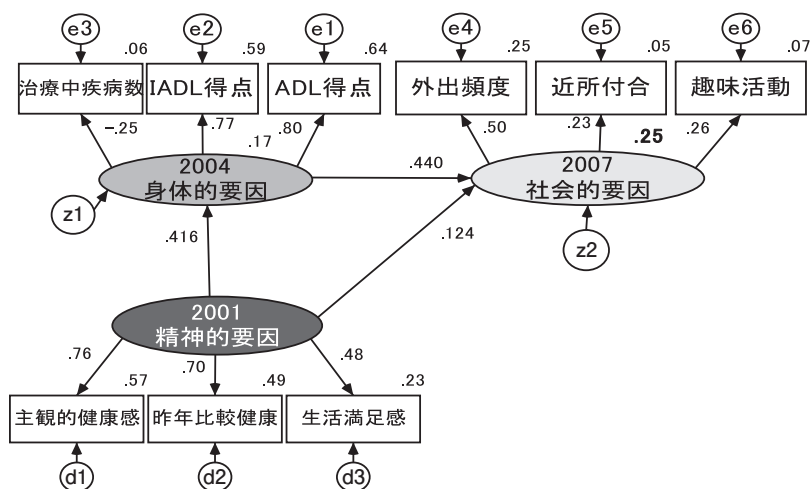 e3
e2
e1
e4
e5
e6
.06
.59
.64
.25
.05
.07
治療中疾病数
IADL得点
ADL得点
外出頻度
近所付合
趣味活動
-.25
.77
.17
.80
.50
.23
.25
.26
2004
身体的要因
2007
社会的要因
.440
z1
z2
.416
.124
2001
精神的要因
.76
.70
.48
.57
.49
.23
主観的健康感
昨年比較健康
生活満足感
d1
d2
d3